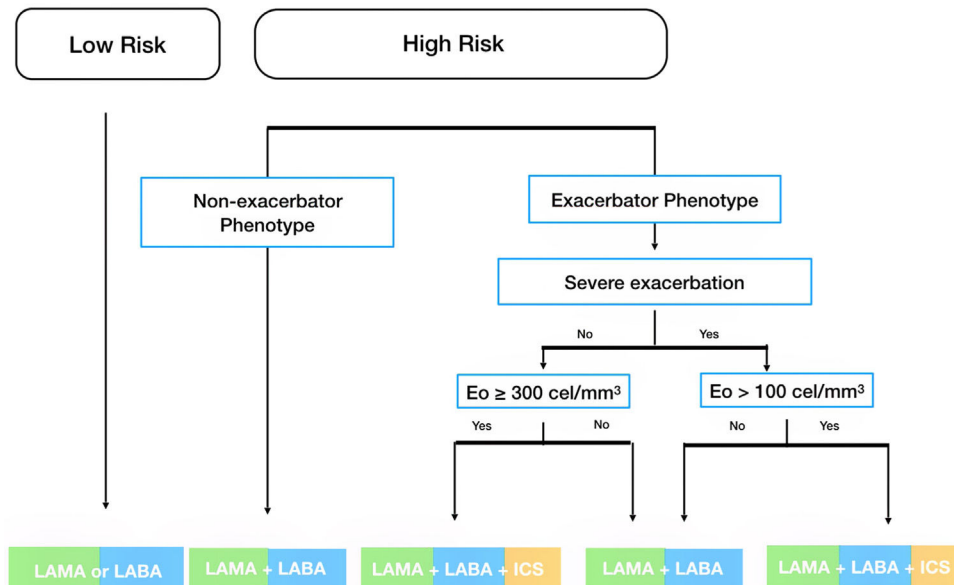 Low Risk
High Risk
Non-exacerbator
Phenotype
Exacerbator Phenotype
Severe exacerbation
No
Yes
Eo ≥ 300 cel/mm³
Eo > 100 cel/mm³
Yes
No
No
Yes
LAMA or LABA
LAMA + LABA
LAMA + LABA + ICS
LAMA + LABA
LAMA + LABA + ICS